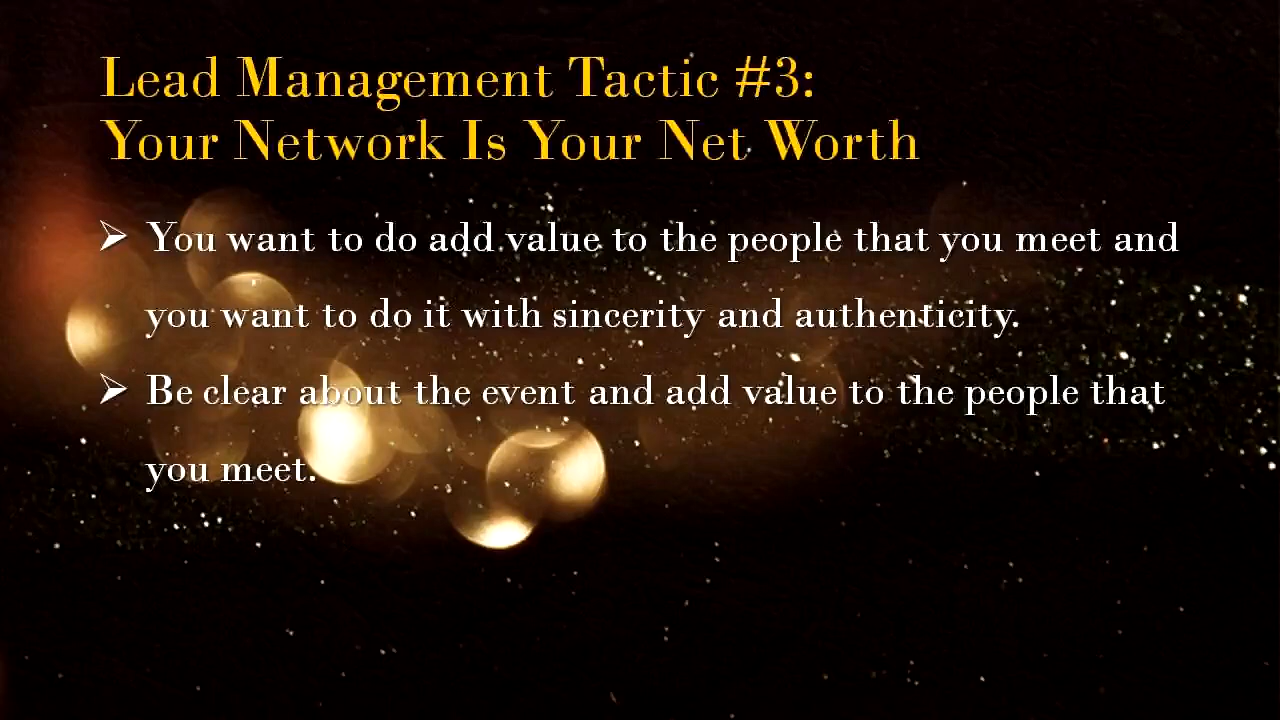 Lead Management Tactic #3:
Your Network Is Your Net Worth
You want to do add value to the people that you meet and
you want to do it with sincerity and authenticity.
Be clear about the event and add value to the people that
you meet.